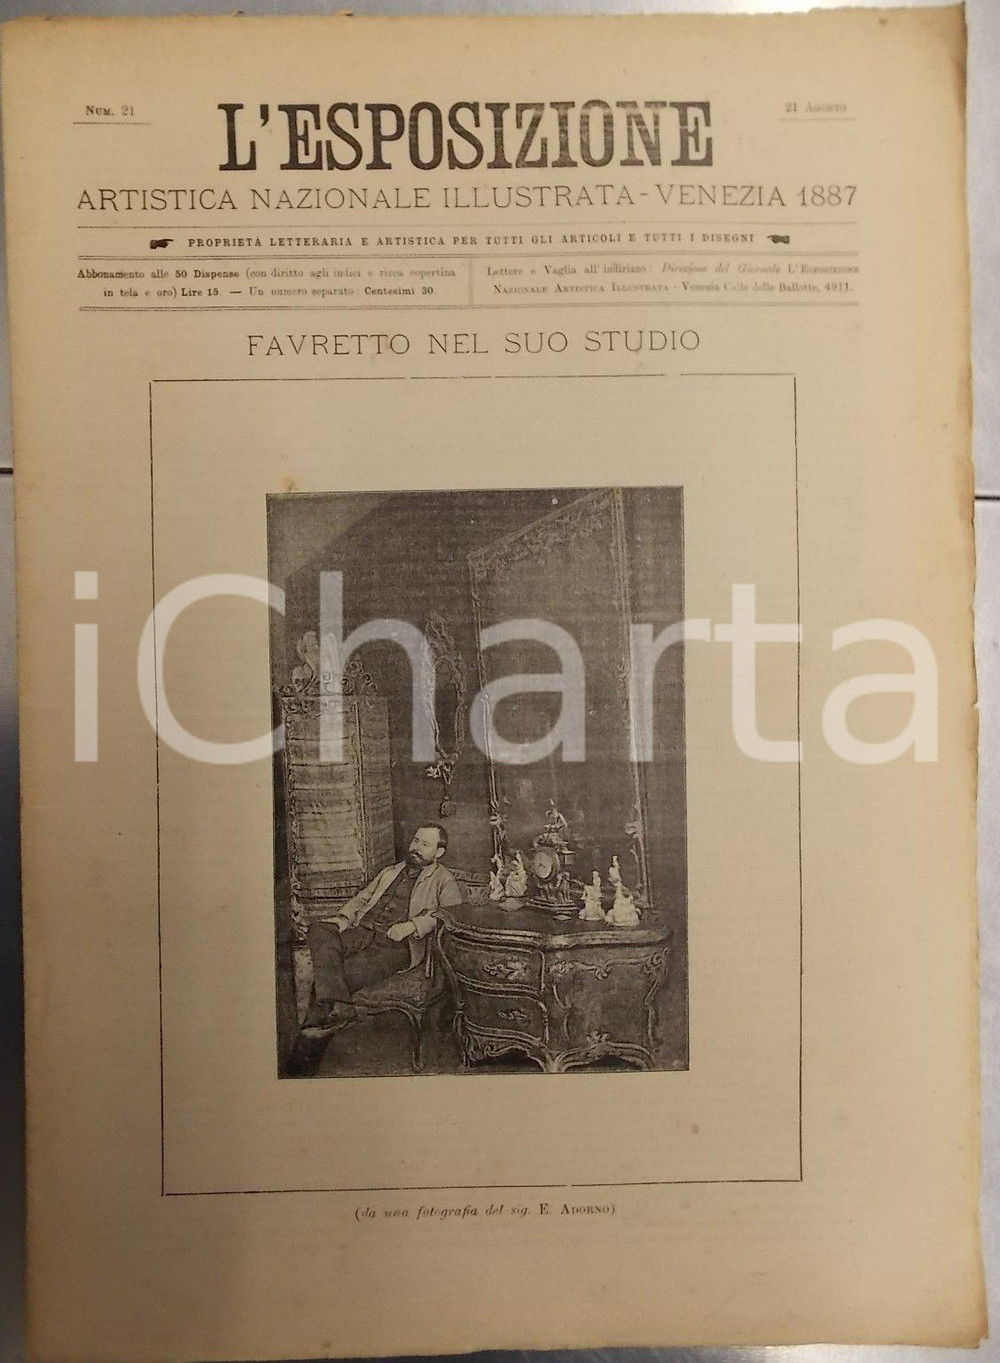 Num. 21
21 Agosto
L'ESPOSIZIONE
ARTISTICA NAZIONALE ILLUSTRATA - VENEZIA 1887
PROPRIETÀ LETTERARIA E ARTISTICA PER TUTTI GLI ARTICOLI E TUTTI I DISEGNI
Abbonamento alle 50 Dispense (con diritto agli indici e ricca copertina
in tela e oro) Lire 15. — Un numero separato: Centesimi 30.
Lettere e Vaglia all'indirizzo: Direzione del Giornale L'Esposizione
Nazionale Artistica Illustrata - Venezia Calle delle Ballotte, 4911.
FAVRETTO NEL SUO STUDIO
iCharta
(da una fotografia del sig. E. Adorno)